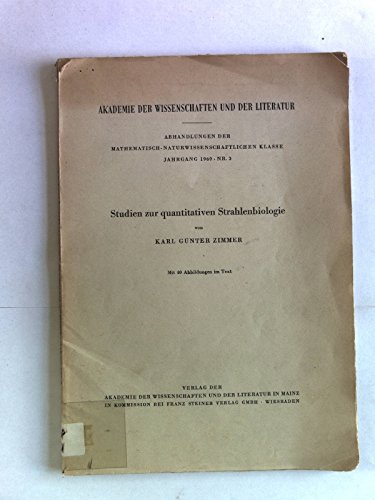 AKADEMIE DER WISSENSCHAFTEN UND DER LITERATUR
ABHANDLUNGEN DER
MATHEMATISCH-NATURWISSENSCHAFTLICHEN KLASSE
JAHRGANG 1960 · NR. 3
Studien zur quantitativen Strahlenbiologie
von
KARL GÜNTER ZIMMER
Mit 40 Abbildungen im Text
VERLAG DER
AKADEMIE DER WISSENSCHAFTEN UND DER LITERATUR IN MAINZ
IN KOMMISSION BEI FRANZ STEINER VERLAG GMBH · WIESBADEN